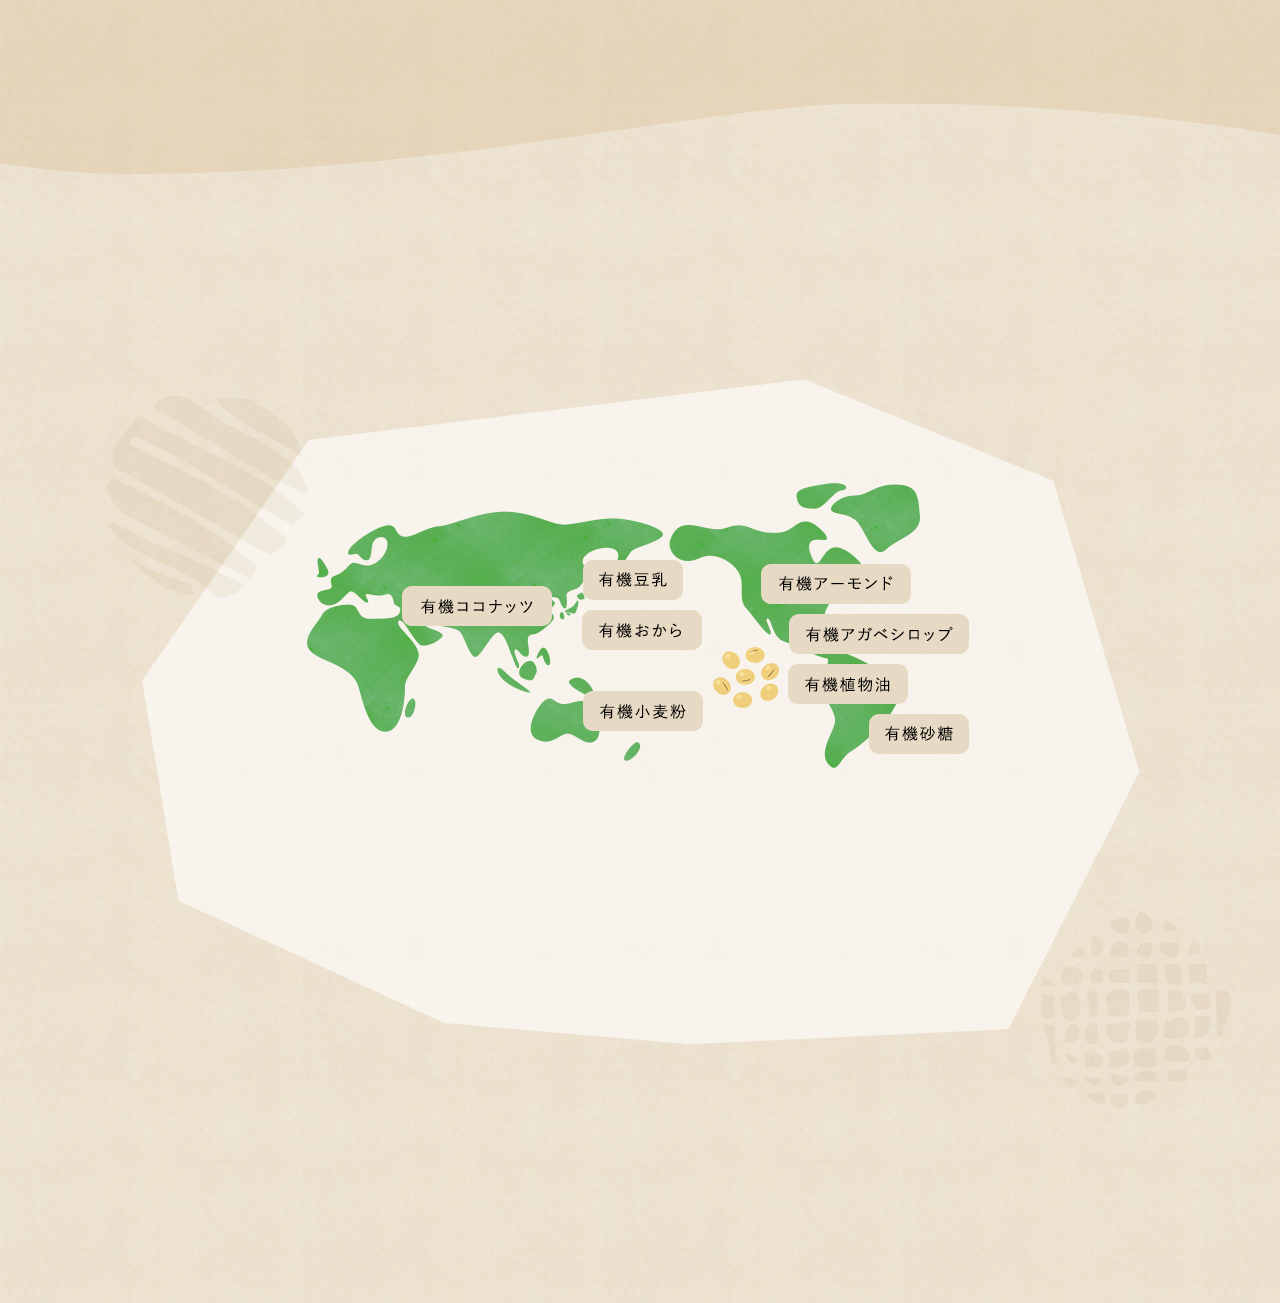 有機豆乳
有機アーモンド
有機ココナッツ
有機おから
有機アガベシロップ
有機植物油
有機小麦粉
有機砂糖